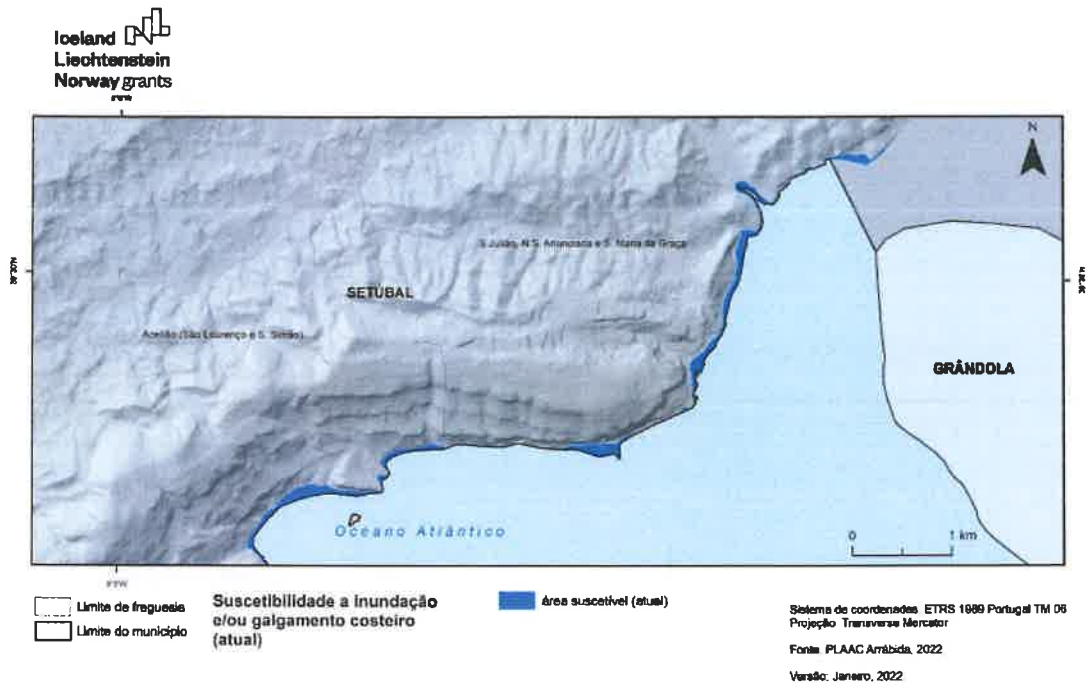 Iceland
Liechtenstein
Norway grants
N
S.Julião, N.S. Anunciada e S. Maria da Graça
SETÚBAL
Azeitão (São Lourenço e S. Simão)
GRÂNDOLA
Oceano Atlântico
0 1 km
Limite de freguesia
Limite do município
Suscetibilidade a inundação
e/ou galgamento costeiro
(atual)
área suscetível (atual)
Sistema de coordenadas ETRS 1989 Portugal TM 06
Projeção Transverse Mercator
Fonte PLAAC Arrábida, 2022
Versão: Janeiro, 2022